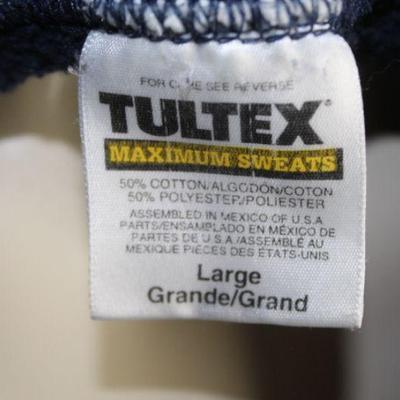 FOR CARE SEE REVERSE
TULTEX®
MAXIMUM SWEATS
50% COTTON/ALGODON/COTON
50% POLYESTER/POLIESTER
ASSEMBLED IN MEXICO OF U.S.A
PARTS/ENSAMBLADO EN MÉXICO DE
PARTES DE U.S.A/ASSEMBLE AU
MEXIQUE PIÈCES DES ÉTATS-UNIS
Large
Grande/Grand